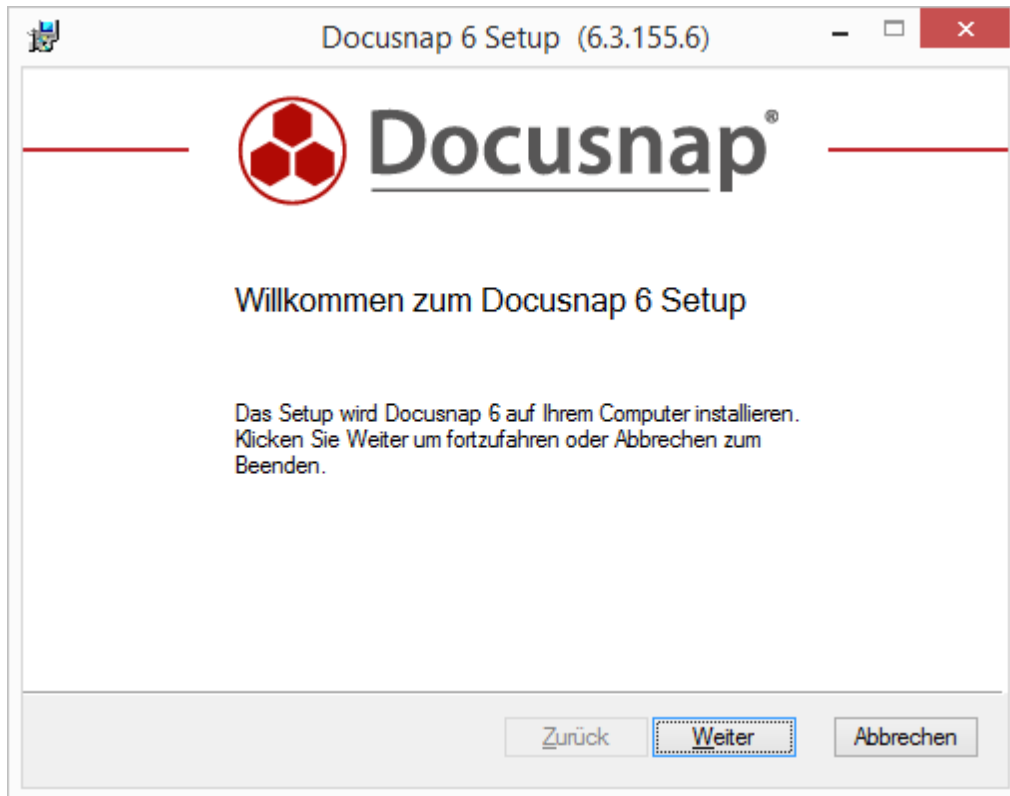 Docusnap 6 Setup (6.3.155.6)
Docusnap®
Willkommen zum Docusnap 6 Setup
Das Setup wird Docusnap 6 auf Ihrem Computer installieren.
Klicken Sie Weiter um fortzufahren oder Abbrechen zum
Beenden.
Zurück Weiter Abbrechen